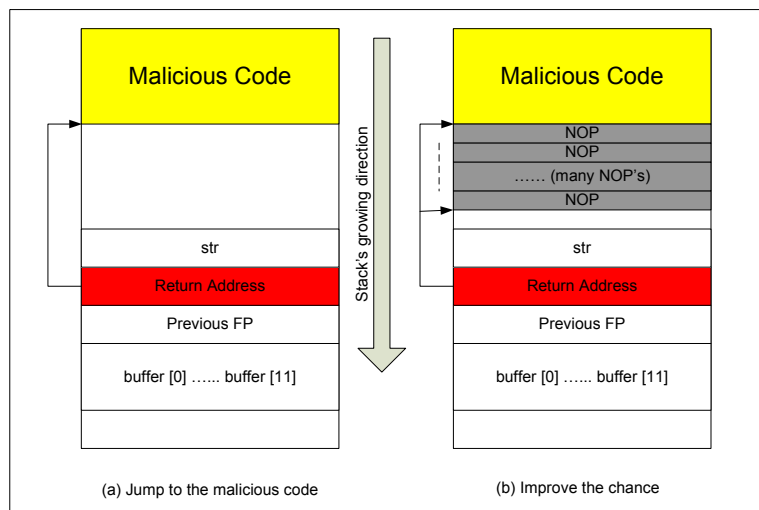 Malicious Code
str
Return Address
Previous FP
buffer [0] …... buffer [11]
(a) Jump to the malicious code
Stack's growing direction
Malicious Code
NOP
NOP
…… (many NOP's)
NOP
str
Return Address
Previous FP
buffer [0] …... buffer [11]
(b) Improve the chance